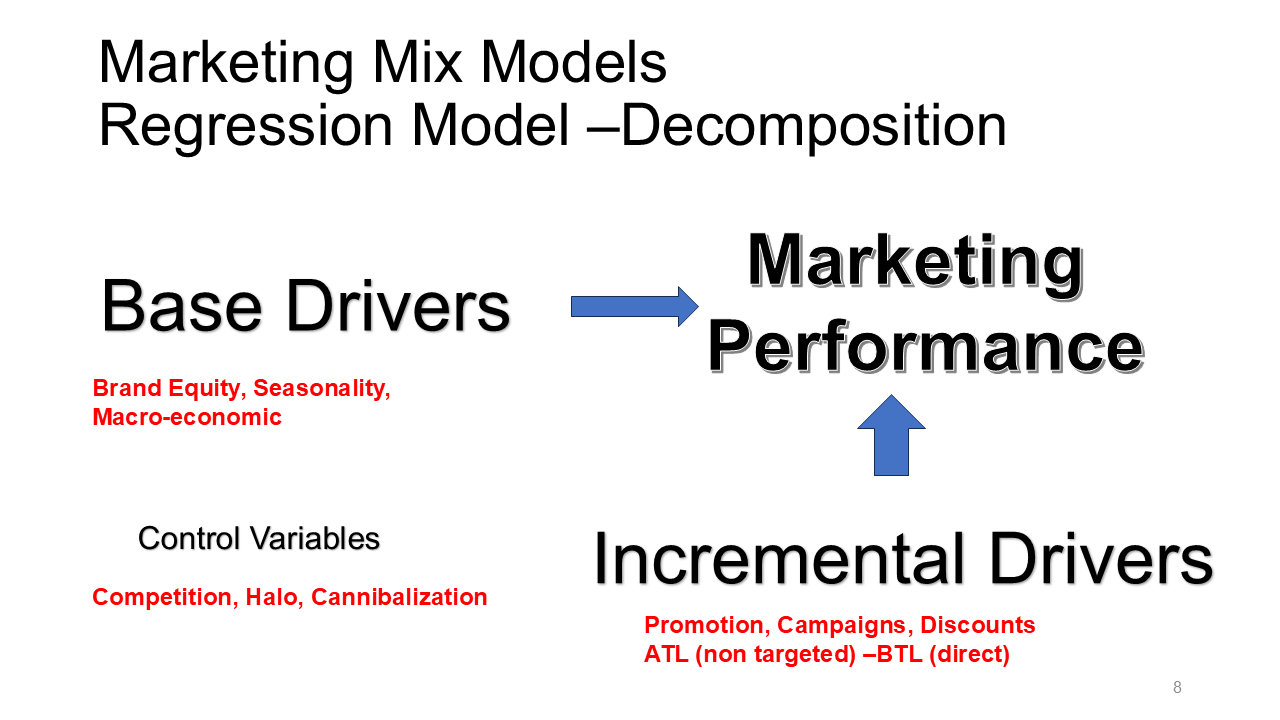 Marketing Mix Models
Regression Model –Decomposition
Base Drivers
Marketing
Performance
Brand Equity, Seasonality,
Macro-economic
Control Variables
Competition, Halo, Cannibalization
Incremental Drivers
Promotion, Campaigns, Discounts
ATL (non targeted) –BTL (direct)
8